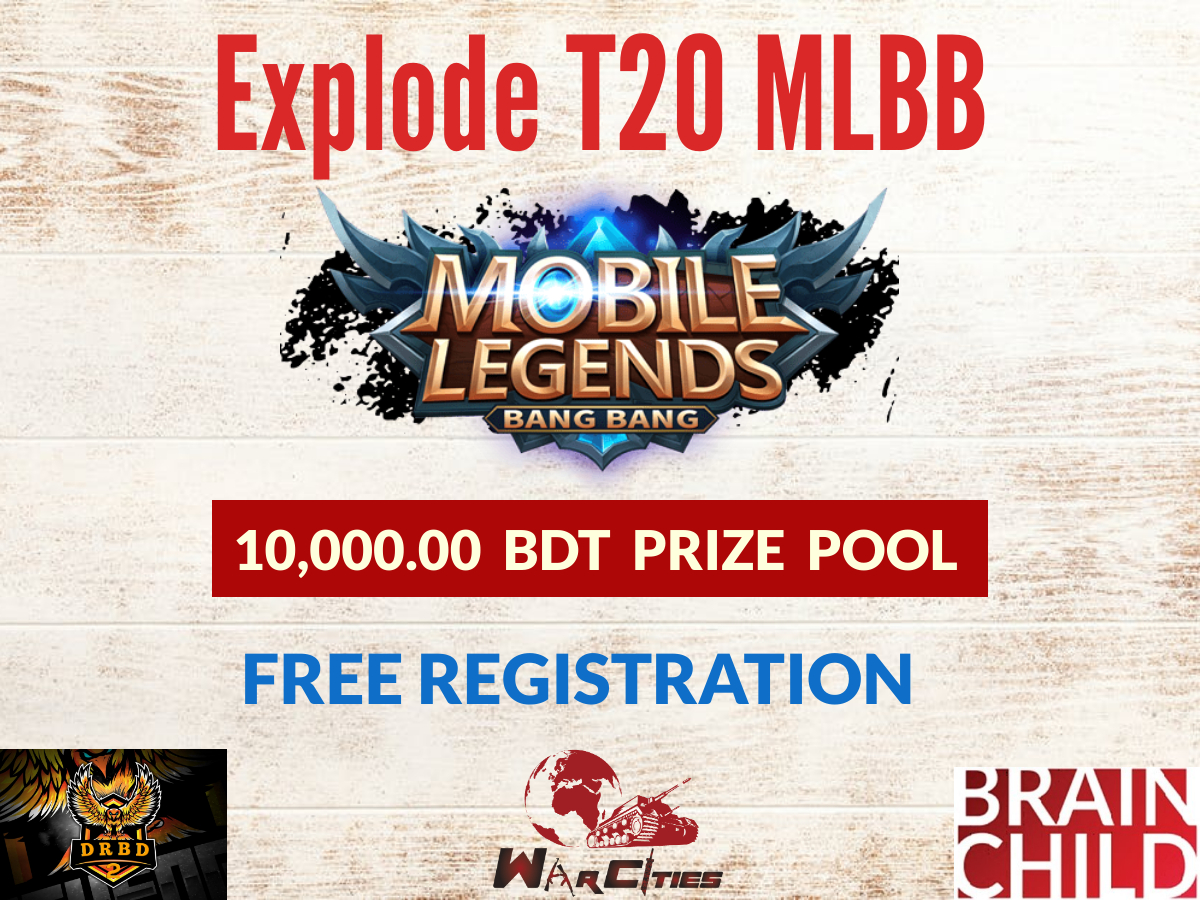 Explode T20 MLBB
MOBILE
LEGENDS
BANG BANG
10,000.00 BDT PRIZE POOL
FREE REGISTRATION
DRBD
WARCITIES
BRAIN
CHILD